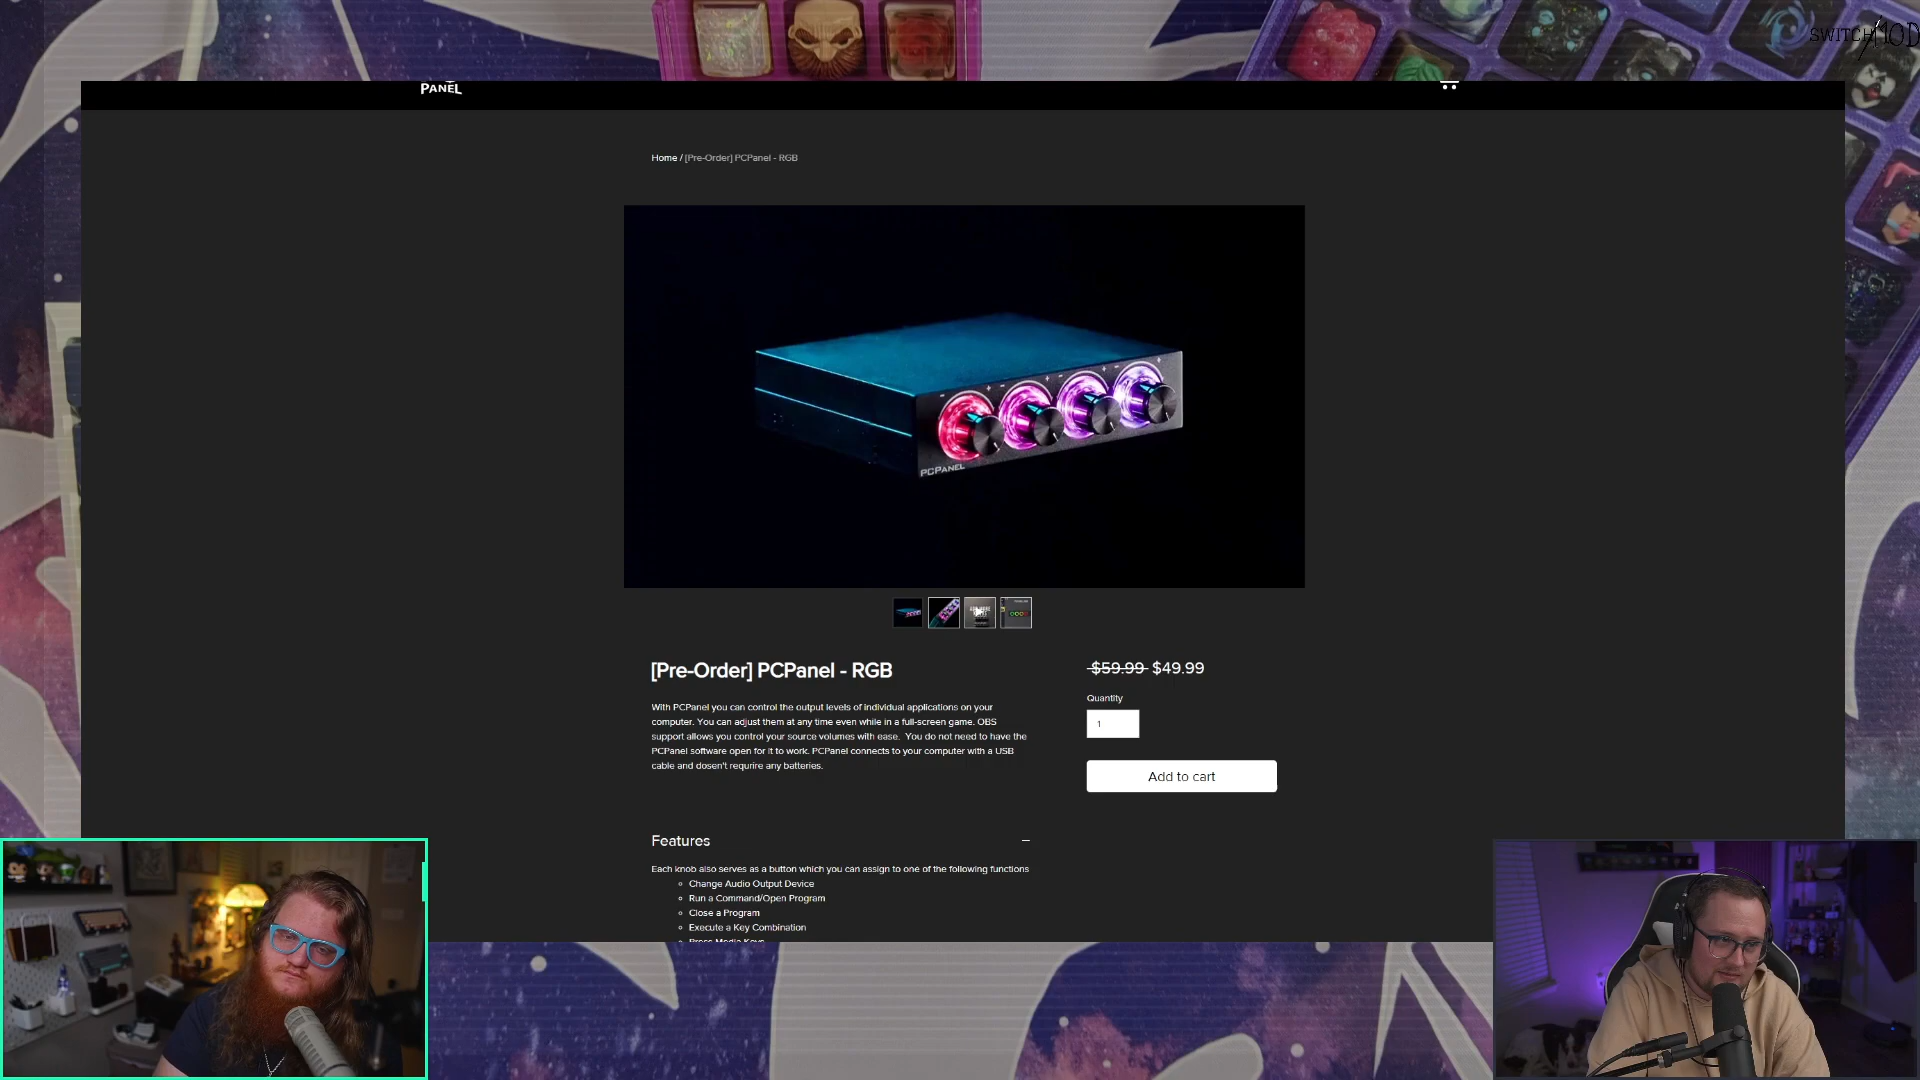 SWITCHMOD
PANEL
Home / [Pre-Order] PCPanel - RGB
PCPANEL
[Pre-Order] PCPanel - RGB
$59.99 $49.99
With PCPanel you can control the output levels of individual applications on your
computer. You can adjust them at any time even while in a full-screen game. OBS
support allows you control your source volumes with ease. You do not need to have the
PCPanel software open for it to work. PCPanel connects to your computer with a USB
cable and dosen't requrire any batteries.
Quantity
1
Add to cart
Features
Each knob also serves as a button which you can assign to one of the following functions
Change Audio Output Device
Run a Command/Open Program
Close a Program
Execute a Key Combination
Press Media Keys